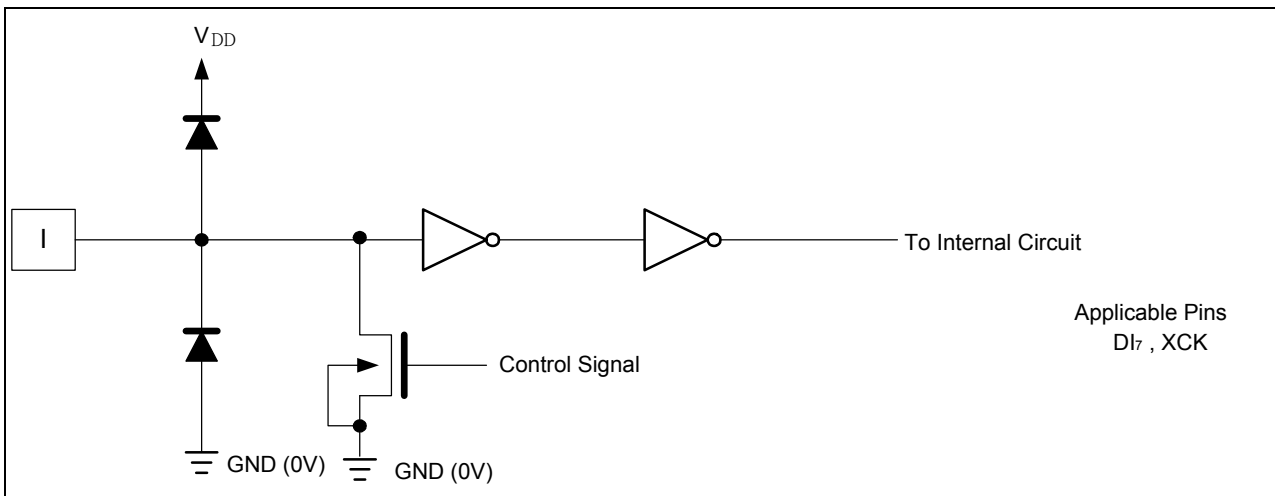 VDD
I
To Internal Circuit
Applicable Pins
DI7 , XCK
Control Signal
GND (0V)
GND (0V)